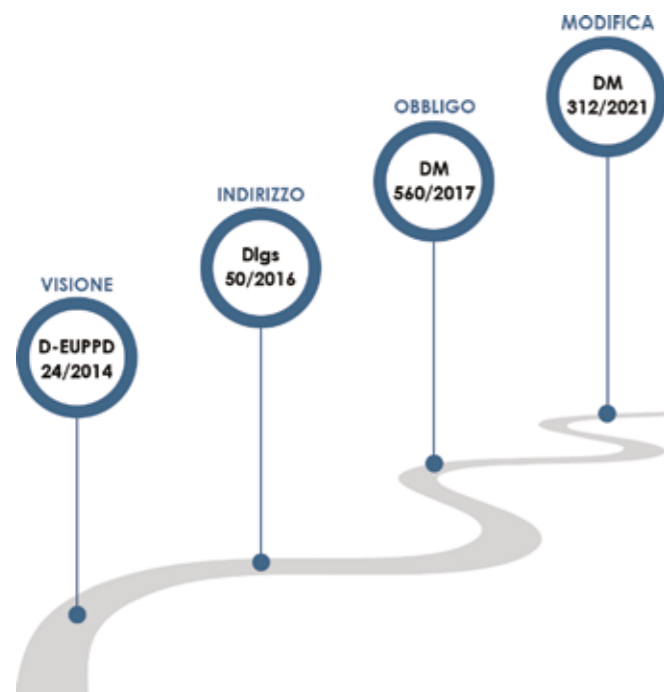 VISIONE
D-EUPPD
24/2014
INDIRIZZO
Dlgs
50/2016
OBBLIGO
DM
560/2017
MODIFICA
DM
312/2021